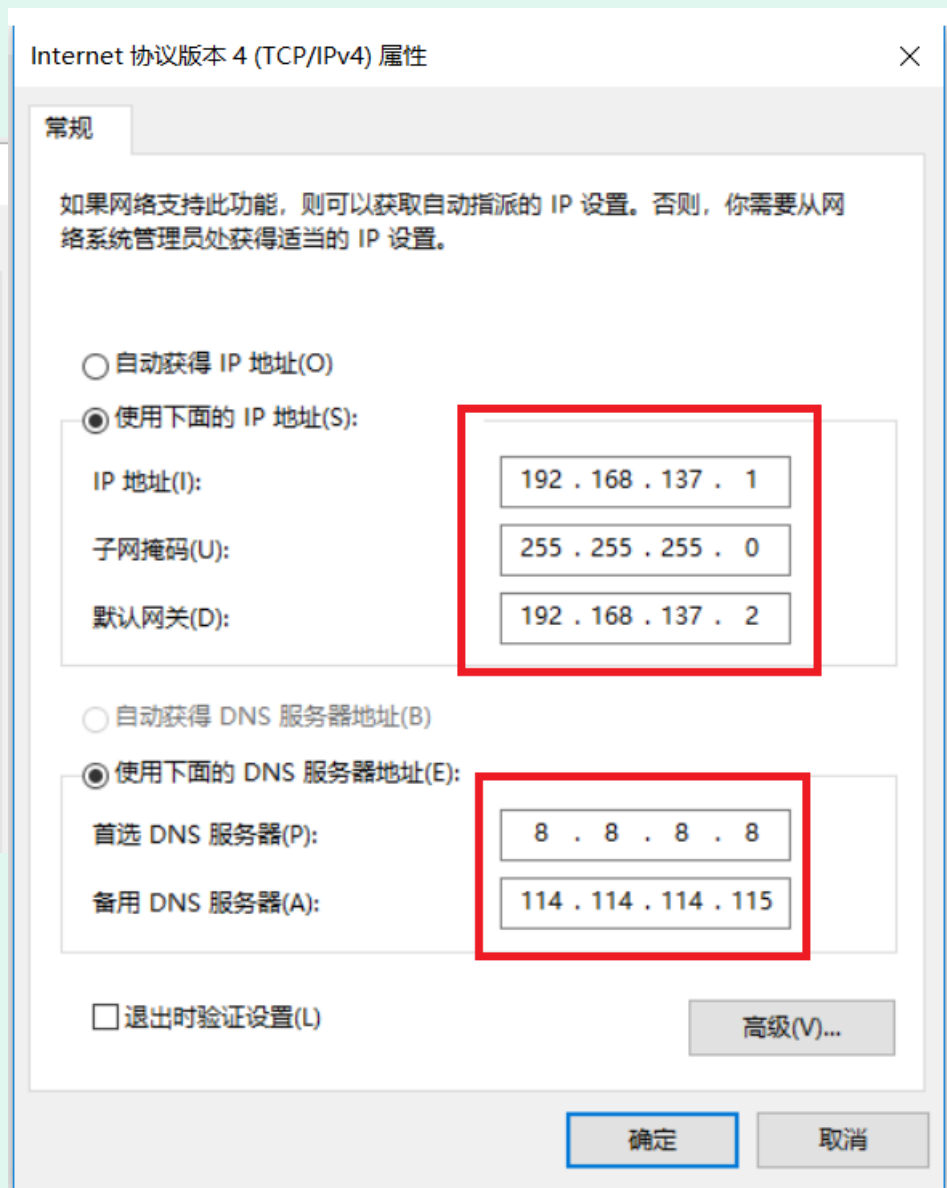 Internet 协议版本 4 (TCP/IPv4) 属性
常规
如果网络支持此功能，则可以获取自动指派的 IP 设置。否则，你需要从网
络系统管理员处获得适当的 IP 设置。
自动获得 IP 地址(O)
使用下面的 IP 地址(S):
IP 地址(I): 192 . 168 . 137 . 1
子网掩码(U): 255 . 255 . 255 . 0
默认网关(D): 192 . 168 . 137 . 2
自动获得 DNS 服务器地址(B)
使用下面的 DNS 服务器地址(E):
首选 DNS 服务器(P): 8 . 8 . 8 . 8
备用 DNS 服务器(A): 114 . 114 . 114 . 115
退出时验证设置(L)
高级(V)...
确定 取消